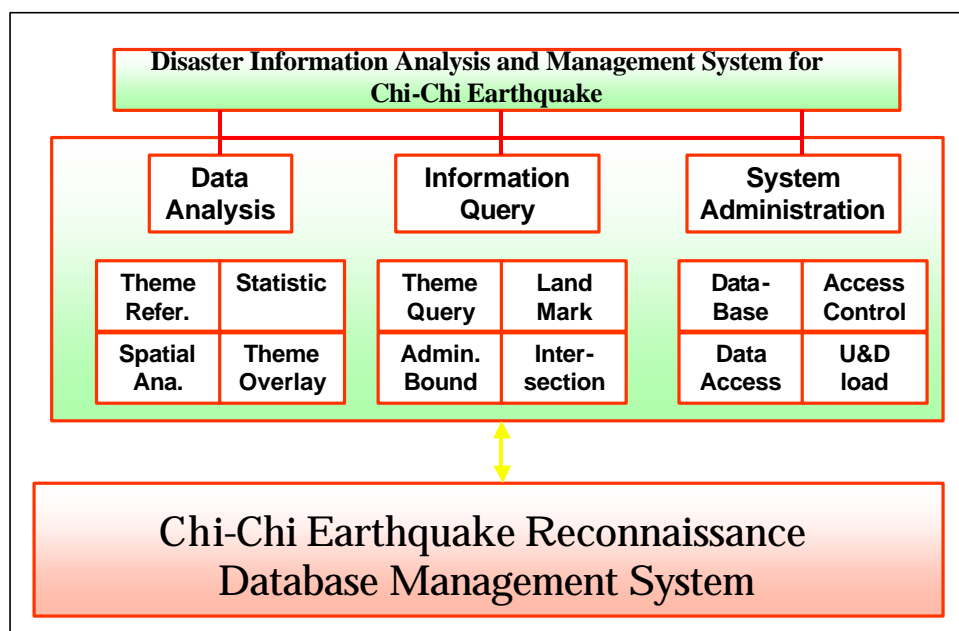 Disaster Information Analysis and Management System for
Chi-Chi Earthquake
Data
Analysis
Information
Query
System
Administration
Theme
Refer.
Statistic
Spatial
Ana.
Theme
Overlay
Theme
Query
Land
Mark
Admin.
Bound
Inter-
section
Data-
Base
Access
Control
Data
Access
U&D
load
Chi-Chi Earthquake Reconnaissance
Database Management System